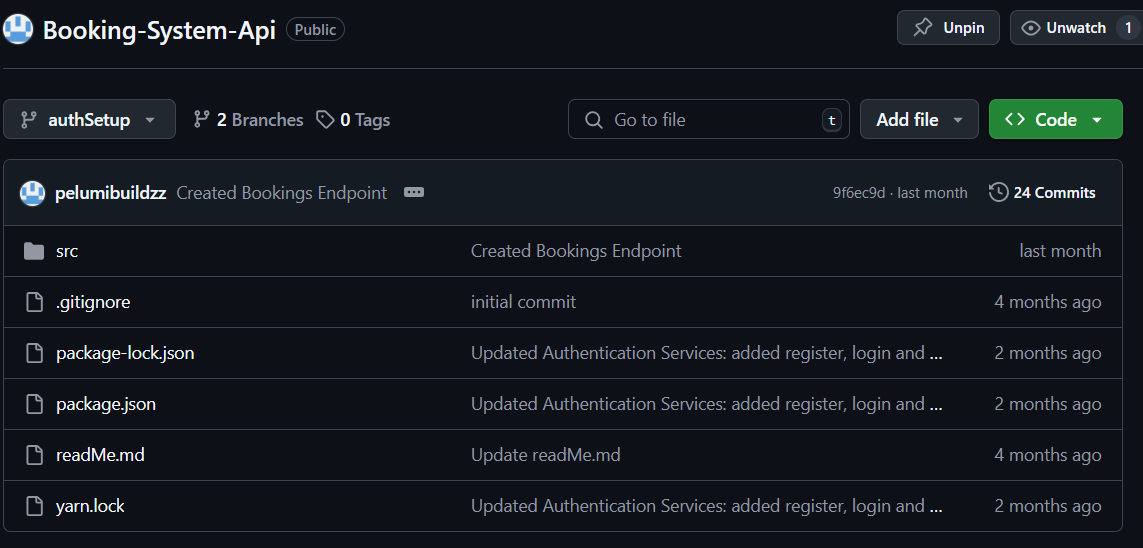 Booking-System-Api Public Unpin Unwatch 1
authSetup 2 Branches 0 Tags Go to file t Add file Code
pelumibuildzz Created Bookings Endpoint 9f6ec9d · last month 24 Commits
src Created Bookings Endpoint last month
.gitignore initial commit 4 months ago
package-lock.json Updated Authentication Services: added register, login and ... 2 months ago
package.json Updated Authentication Services: added register, login and ... 2 months ago
readMe.md Update readMe.md 4 months ago
yarn.lock Updated Authentication Services: added register, login and ... 2 months ago